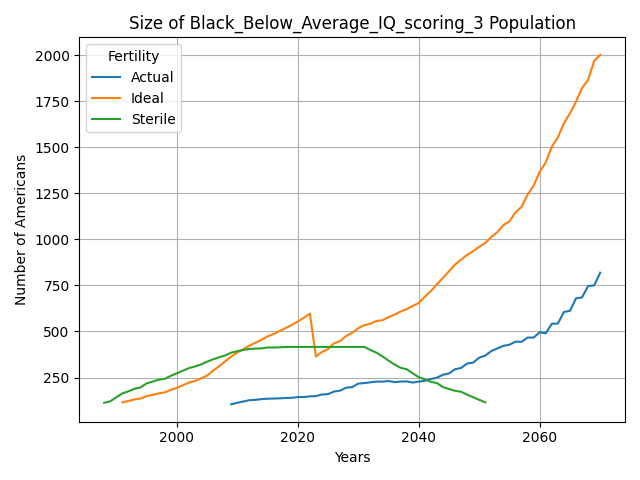 Size of Black_Below_Average_IQ_scoring_3 Population
Fertility
Actual
Ideal
Sterile
Number of Americans
2000
1750
1500
1250
1000
750
500
250
2000
2020
2040
2060
Years